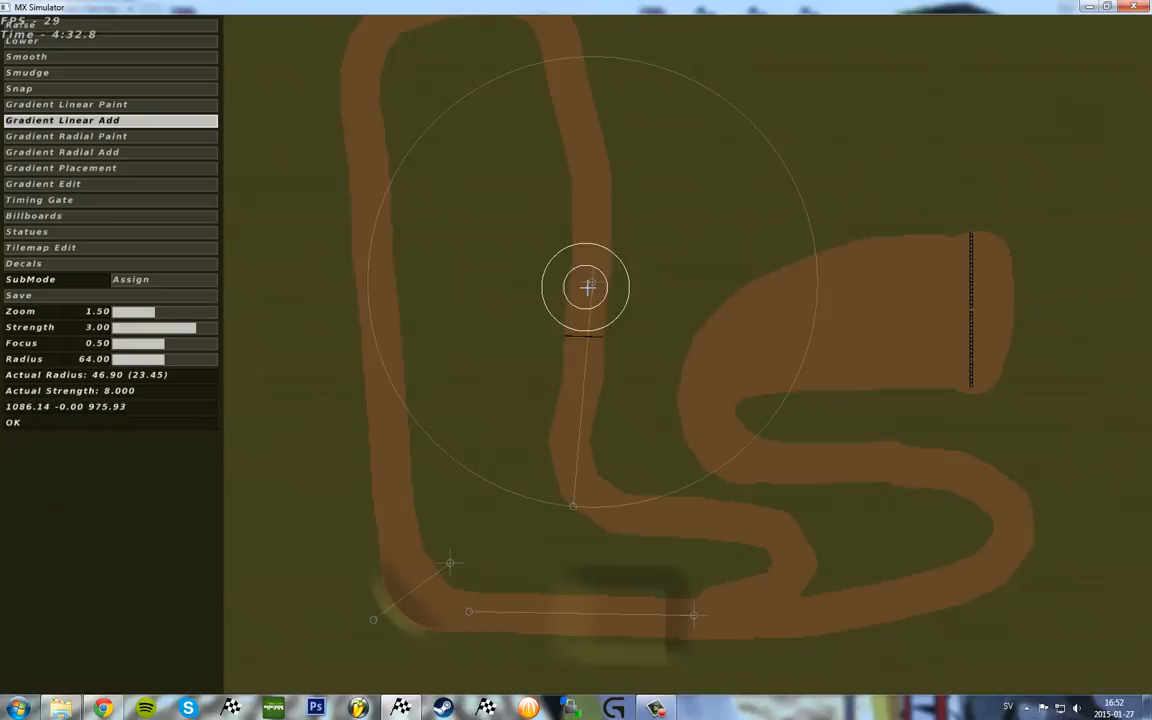 MX Simulator
FPS - 29
Raise
Time - 4:32.8
Lower
Smooth
Smudge
Snap
Gradient Linear Paint
Gradient Linear Add
Gradient Radial Paint
Gradient Radial Add
Gradient Placement
Gradient Edit
Timing Gate
Billboards
Statues
Tilemap Edit
Decals
SubMode Assign
Save
Zoom 1.50
Strength 3.00
Focus 0.50
Radius 64.00
Actual Radius: 46.90 (23.45)
Actual Strength: 8.000
1086.14 -0.00 975.93
OK
Ps
SV
16:52
2015-01-27